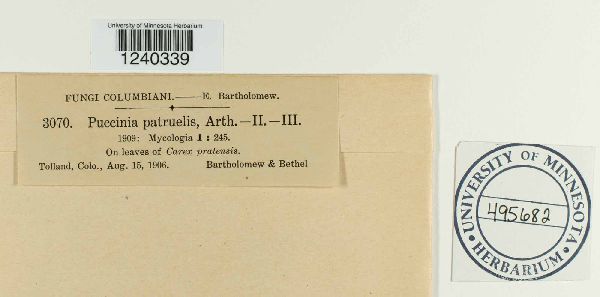 University of Minnesota Herbarium
1240339
FUNGI COLUMBIANI.——E. Bartholomew.
3070. Puccinia patruelis, Arth.—II.—III.
1909: Mycologia 1 : 245.
On leaves of Carex pratensis.
Tolland, Colo., Aug. 15, 1906. Bartholomew & Bethel
UNIVERSITY OF MINNESOTA
495682
HERBARIUM